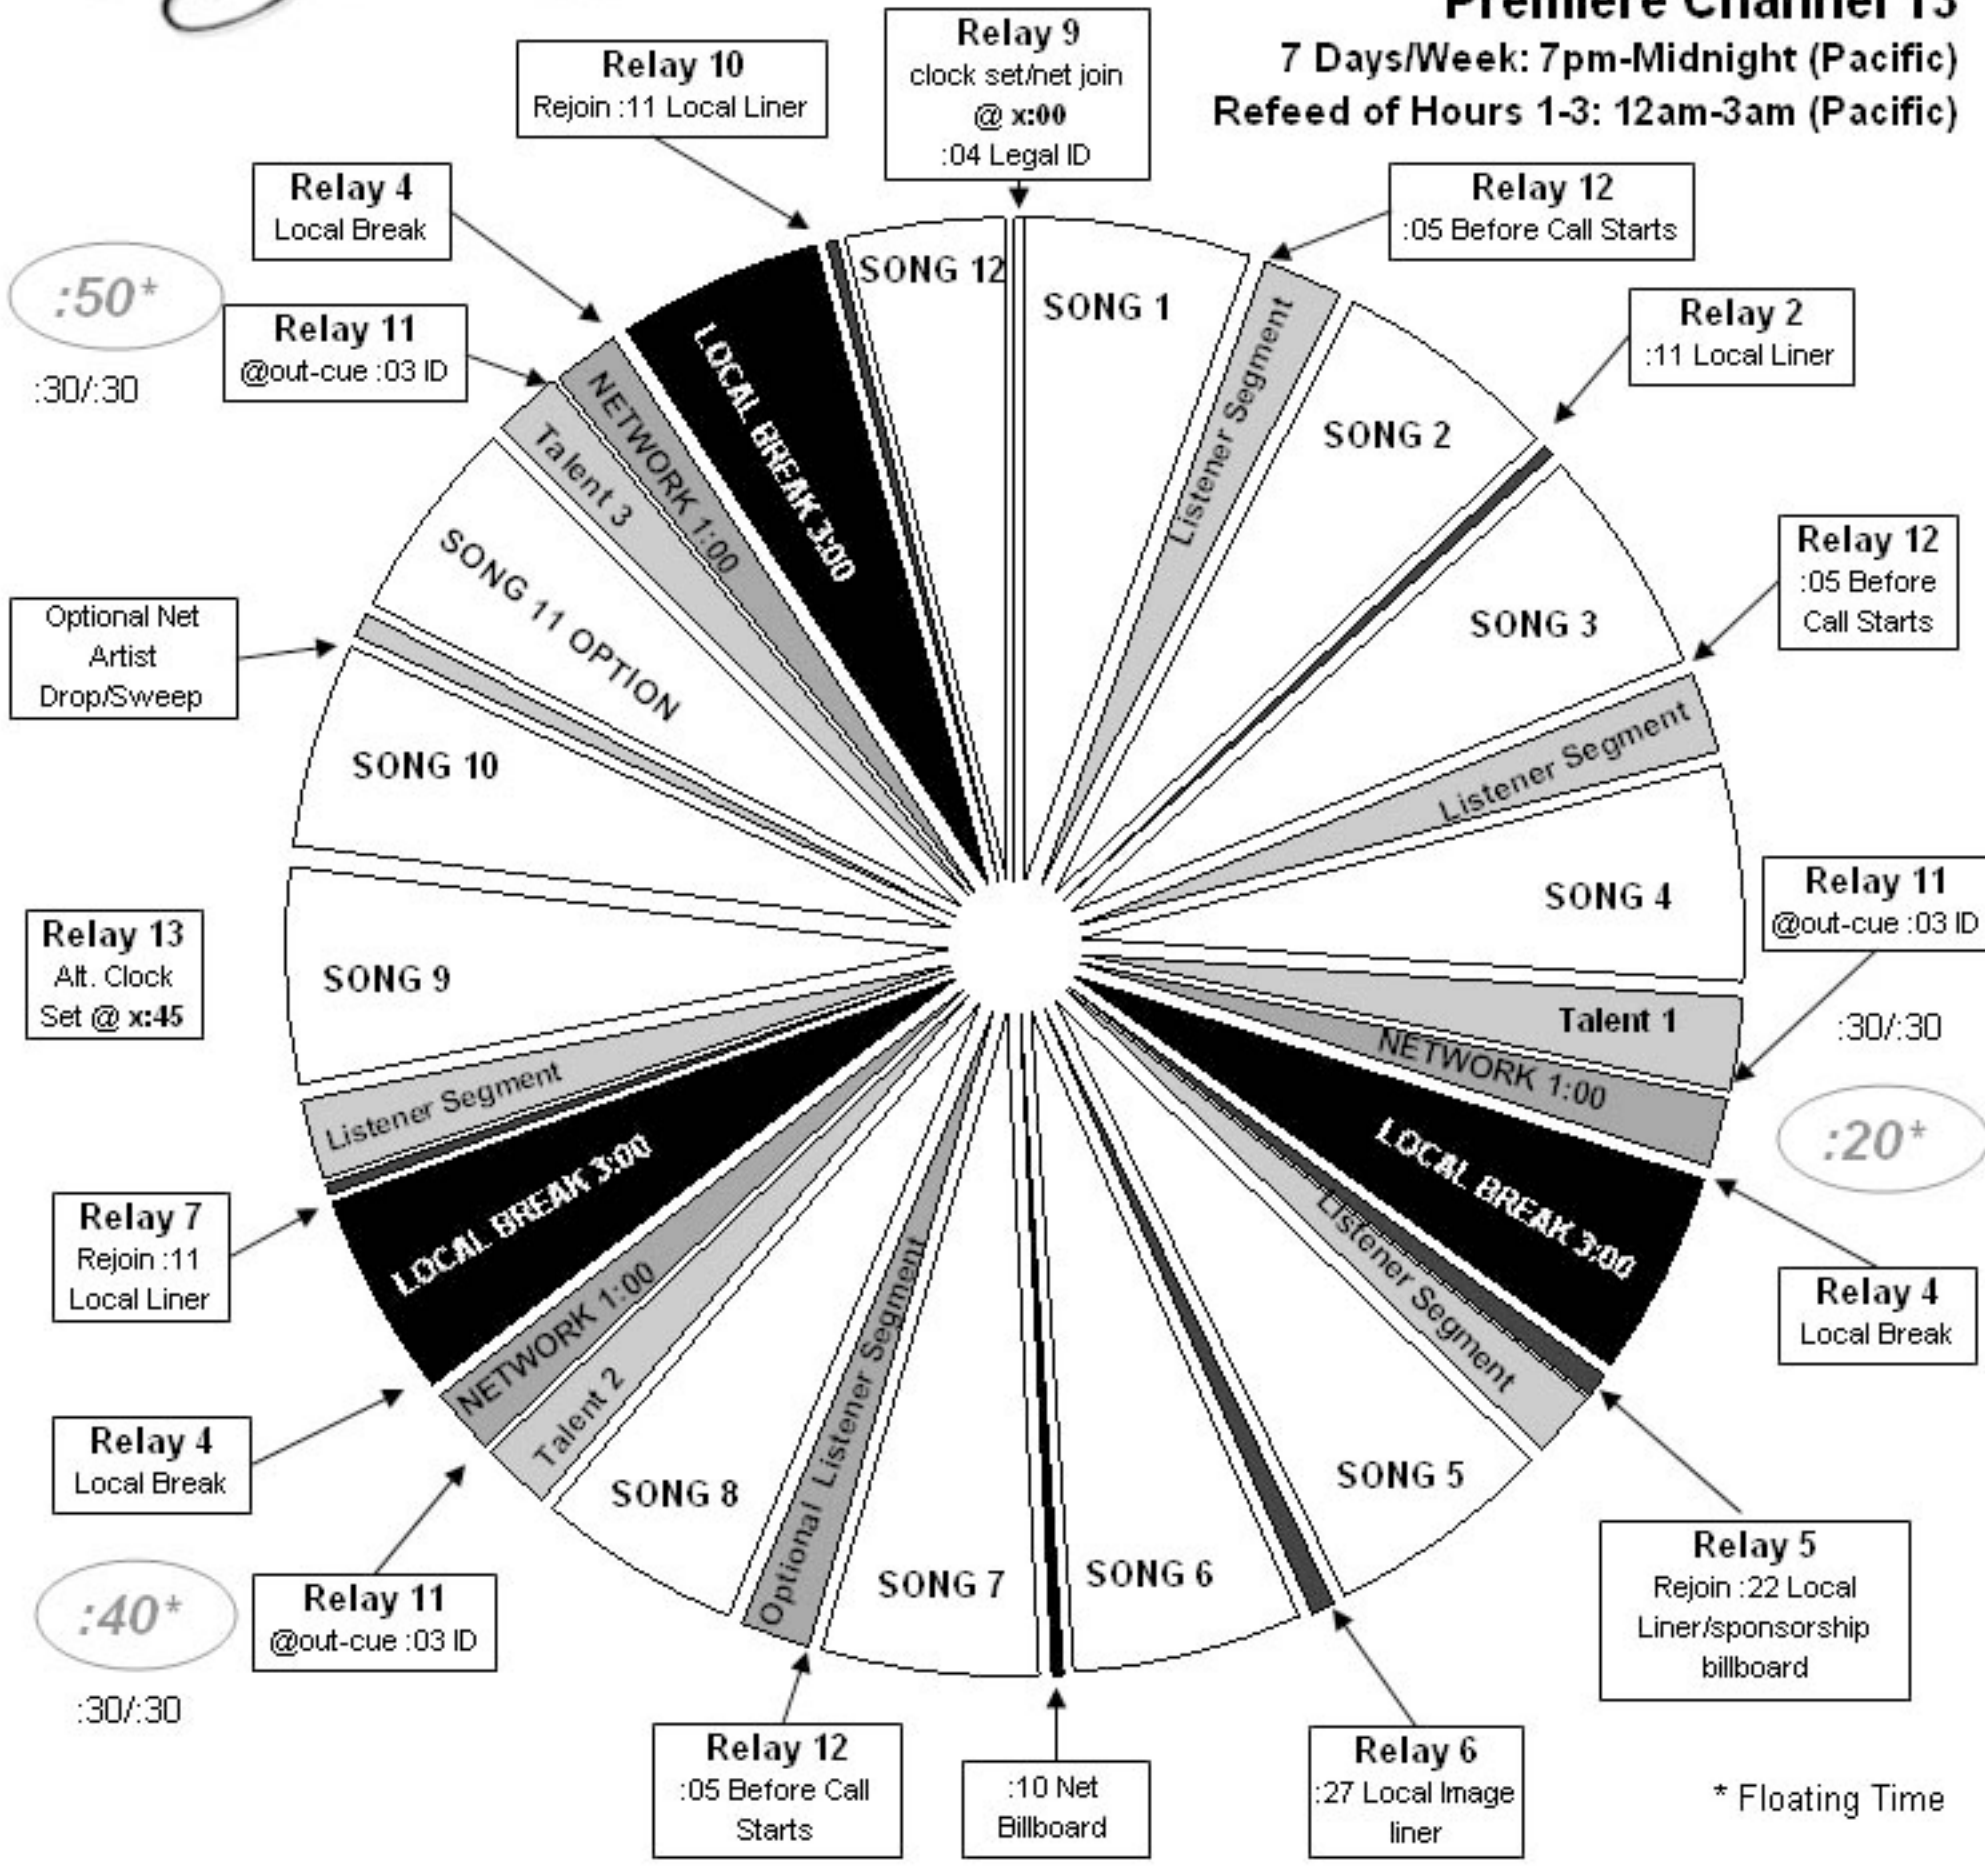 Premiere Channel 13
7 Days/Week: 7pm-Midnight (Pacific)
Refeed of Hours 1-3: 12am-3am (Pacific)
Relay 9
clock set/net join
@ x:00
:04 Legal ID
Relay 12
:05 Before Call Starts
Relay 2
:11 Local Liner
Relay 12
:05 Before
Call Starts
Relay 11
@out-cue :03 ID
:30/:30
:20*
Relay 4
Local Break
Relay 5
Rejoin :22 Local
Liner/sponsorship
billboard
Relay 6
:27 Local Image
liner
:10 Net
Billboard
Relay 12
:05 Before Call
Starts
Relay 11
@out-cue :03 ID
:40*
:30/:30
Relay 4
Local Break
Relay 7
Rejoin :11
Local Liner
Relay 13
Alt. Clock
Set @ x:45
Optional Net
Artist
Drop/Sweep
Relay 11
@out-cue :03 ID
:50*
:30/:30
Relay 4
Local Break
Relay 10
Rejoin :11 Local Liner
SONG 1
Listener Segment
SONG 2
SONG 3
Listener Segment
SONG 4
Talent 1
NETWORK 1:00
LOCAL BREAK 3:00
Listener Segment
SONG 5
SONG 6
SONG 7
Optional Listener Segment
SONG 8
Talent 2
NETWORK 1:00
LOCAL BREAK 3:00
Listener Segment
SONG 9
SONG 10
SONG 11 OPTION
Talent 3
NETWORK 1:00
LOCAL BREAK 3:00
SONG 12
* Floating Time